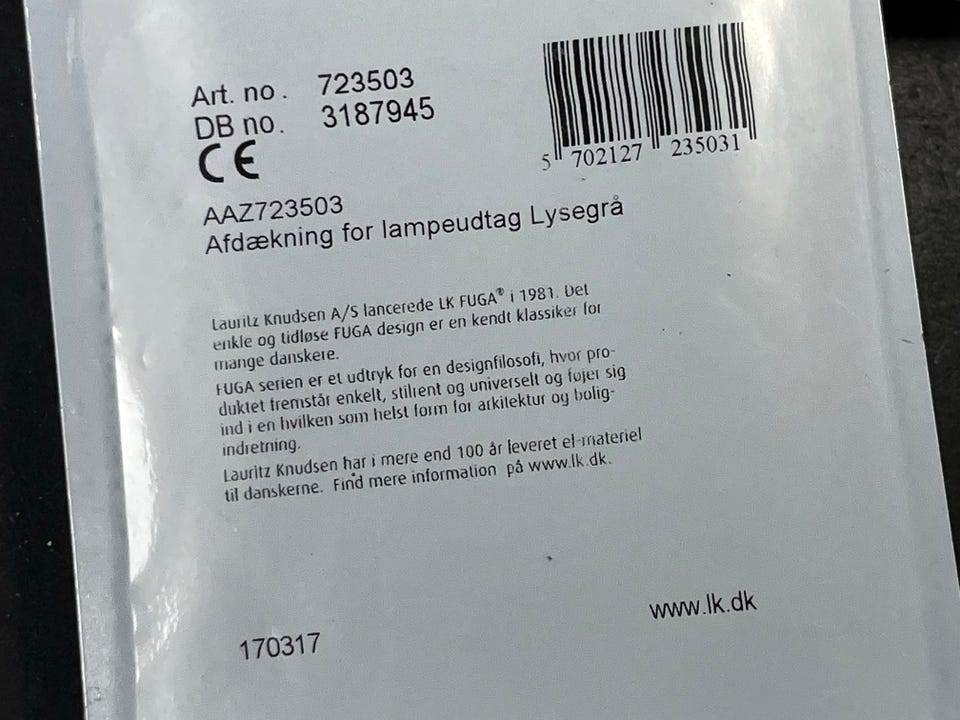 Art. no. 723503
DB no. 3187945
CE
5 702127 235031
AAZ723503
Afdækning for lampeudtag Lysegrå
Lauritz Knudsen A/S lancerede LK FUGA® i 1981. Det
enkle og tidløse FUGA design er en kendt klassiker for
mange danskere.
FUGA serien er et udtryk for en designfilosofi, hvor pro-
duktet fremstår enkelt, stilrent og universelt og føjer sig
ind i en hvilken som helst form for arkitektur og bolig-
indretning.
Lauritz Knudsen har i mere end 100 år leveret el-materiel
til danskerne. Find mere information på www.lk.dk.
www.lk.dk
170317